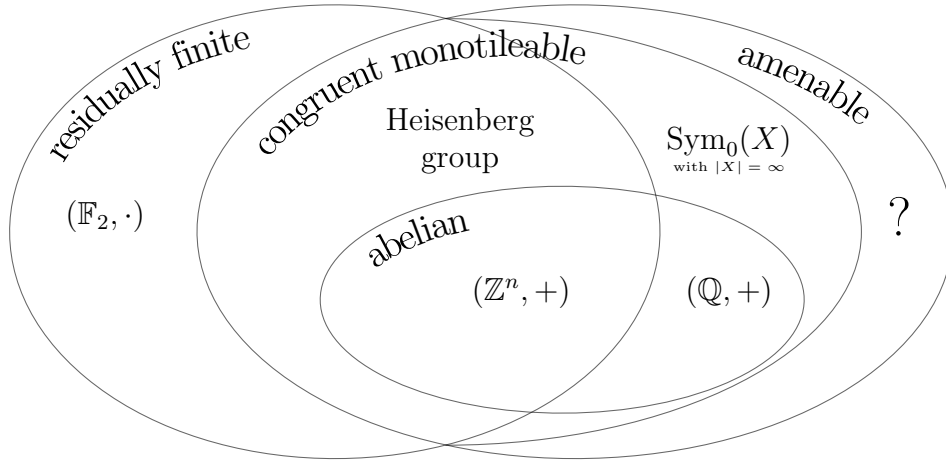 residually finite
congruent monotileable
amenable
Heisenberg
group
Sym₀(X)
with |X| = ∞
(𝔽₂, ·)
?
abelian
(ℤⁿ, +)
(ℚ, +)